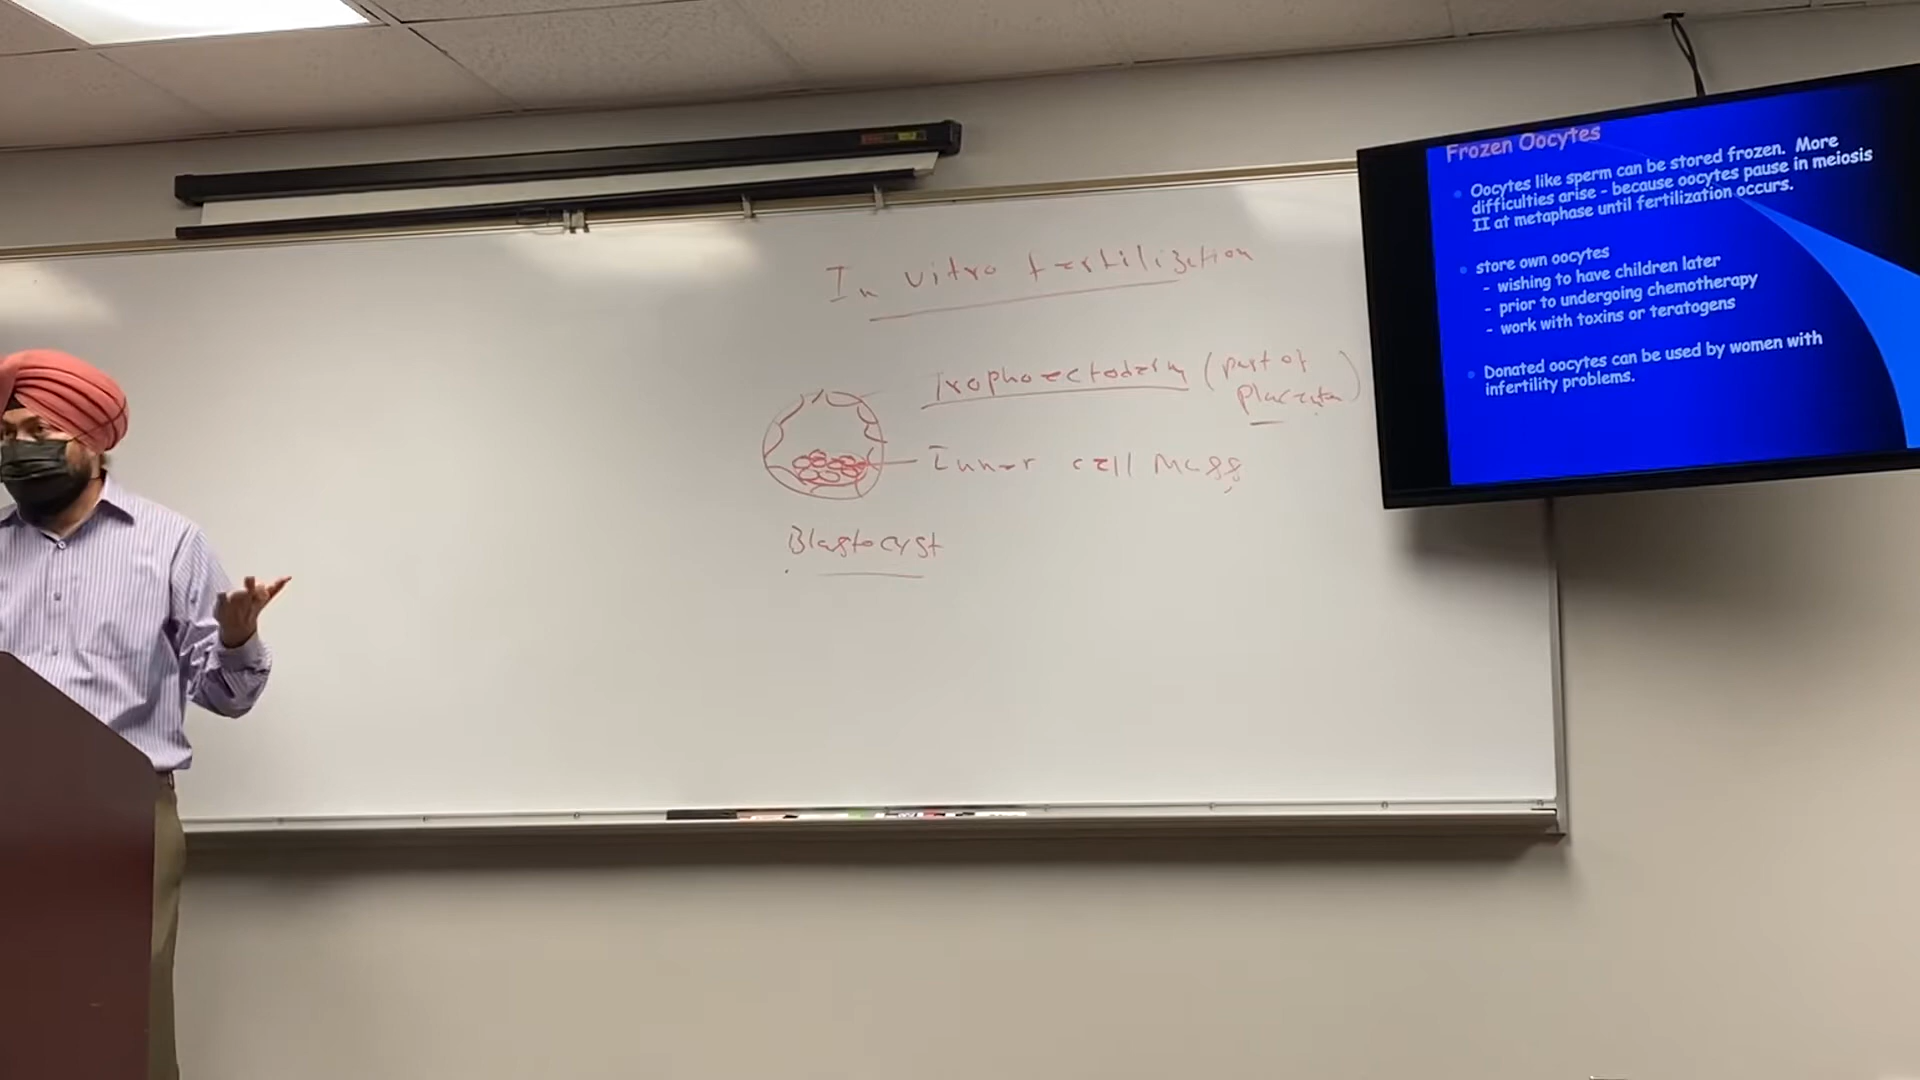 In vitro fertilization
Trophoectoderm (part of
placenta)
Inner cell Mass
Blastocyst
Frozen Oocytes
Oocytes like sperm can be stored frozen. More
difficulties arise - because oocytes pause in meiosis
II at metaphase until fertilization occurs.
store own oocytes
- wishing to have children later
- prior to undergoing chemotherapy
- work with toxins or teratogens
Donated oocytes can be used by women with
infertility problems.